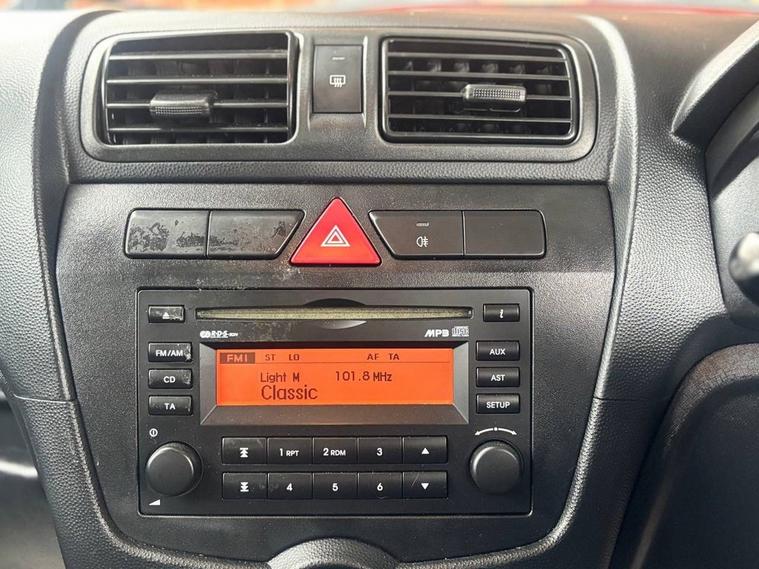 i
R·D·S MP3
FM/AM
CD
TA
FM1 ST LO AF TA
Light M 101.8 MHz
Classic
AUX
AST
SETUP
1 RPT 2 RDM 3
4 5 6